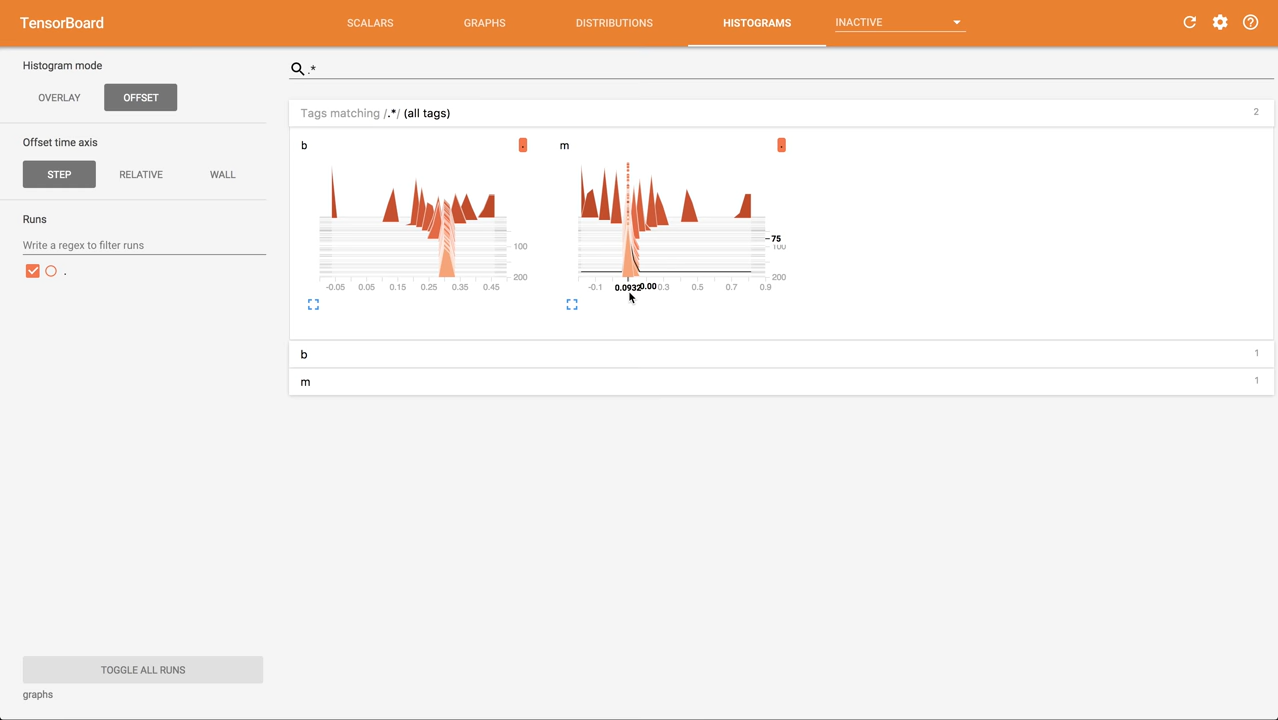 TensorBoard SCALARS GRAPHS DISTRIBUTIONS HISTOGRAMS INACTIVE
Histogram mode
OVERLAY OFFSET
Offset time axis
STEP RELATIVE WALL
Runs
Write a regex to filter runs
.
TOGGLE ALL RUNS
graphs
.*
Tags matching /.*/ (all tags) 2
b
100
200
-0.05 0.05 0.15 0.25 0.35 0.45
m
75
100
200
-0.1 0.0932 0.00 0.3 0.5 0.7 0.9
b 1
m 1